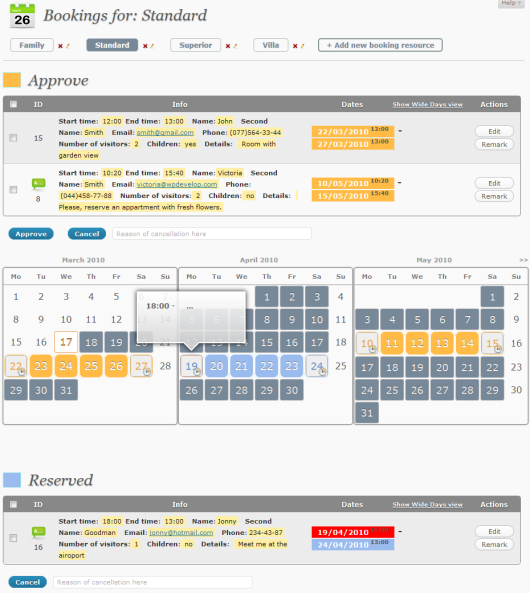 Help
April
26
Bookings for: Standard
Family Standard Superior Villa + Add new booking resource
Approve
ID Info Dates Show Wide Days view Actions
15
Start time: 12:00 End time: 13:00 Name: John Second
Name: Smith Email: smith@gmail.com Phone: (077)564-33-44
Number of visitors: 2 Children: yes Details: Room with
garden view
22/03/2010 12:00 -
22/03/2010 13:00
Edit
Remark
8
Start time: 10:20 End time: 15:40 Name: Victoria Second
Name: Smith Email: victoria@wpdevelop.com Phone:
(044)458-77-88 Number of visitors: 2 Children: no Details:
Please, reserve an appartment with fresh flowers.
10/05/2010 10:20 -
15/05/2010 15:40
Edit
Remark
Approve Cancel Reason of cancellation here
March 2010
Mo Tu We Th Fr Sa Su
1 2 3 4 5
8 9 10 11 12
15 16 17 18 19 20 21
22 23 24 25 26 27 28
29 30 31
April 2010
Mo Tu We Th Fr Sa Su
1 2 3 4
5 6 7 8 9 10 11
12 13 14 15 16 17 18
19 20 21 22 23 24 25
26 27 28 29 30
18:00 - ...
May 2010 >>
Mo Tu We Th Fr Sa Su
1 2
3 4 5 6 7 8 9
10 11 12 13 14 15 16
17 18 19 20 21 22 23
24 25 26 27 28 29 30
31
Reserved
ID Info Dates Show Wide Days view Actions
16
Start time: 18:00 End time: 13:00 Name: Jonny Second
Name: Goodman Email: jonny@hotmail.com Phone: 234-43-87
Number of visitors: 1 Children: no Details: Meet me at the
airoport
19/04/2010 -
24/04/2010 13:00
Edit
Remark
Cancel Reason of cancellation here